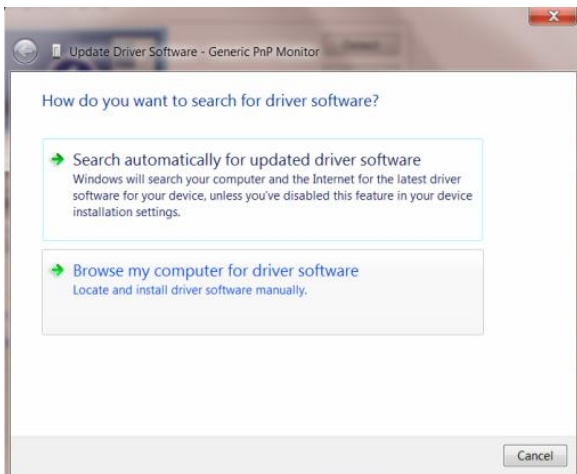 Update Driver Software - Generic PnP Monitor
How do you want to search for driver software?
Search automatically for updated driver software
Windows will search your computer and the Internet for the latest driver
software for your device, unless you've disabled this feature in your device
installation settings.
Browse my computer for driver software
Locate and install driver software manually.
Cancel